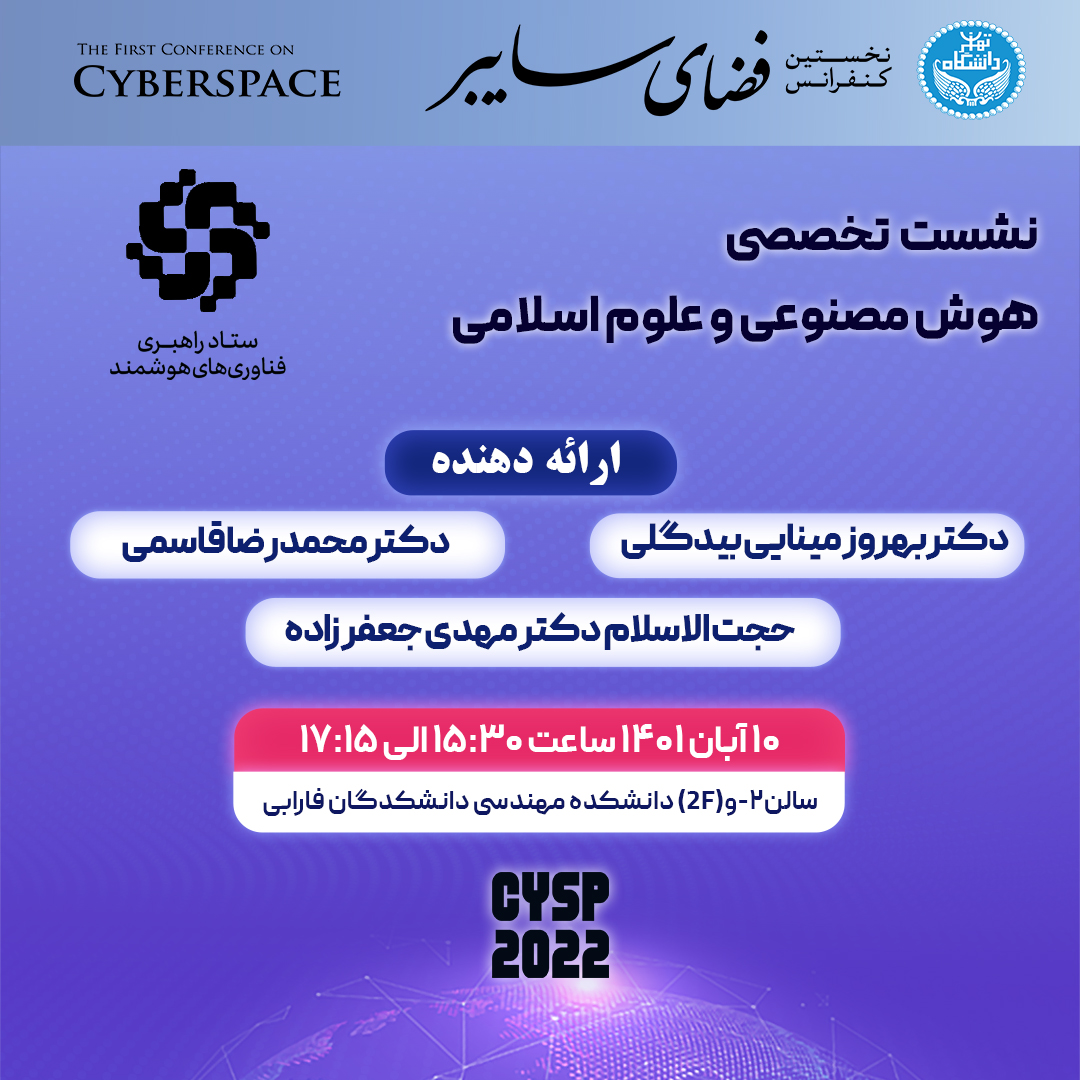 THE FIRST CONFERENCE ON
CYBERSPACE
نخستین
کنفرانس
فضای سایبر
دانشگاه
تهران
ستاد راهبری
فناوری‌های هوشمند
نشست تخصصی
هوش مصنوعی و علوم اسلامی
ارائه دهنده
دکتر بهروز مینایی بیدگلی
دکتر محمدرضا قاسمی
حجت‌الاسلام دکتر مهدی جعفر زاده
۱۰ آبان ۱۴۰۱ ساعت ۱۵:۳۰ الی ۱۷:۱۵
سالن ۲-و(2F) دانشکده مهندسی دانشکدگان فارابی
CYSP
2022